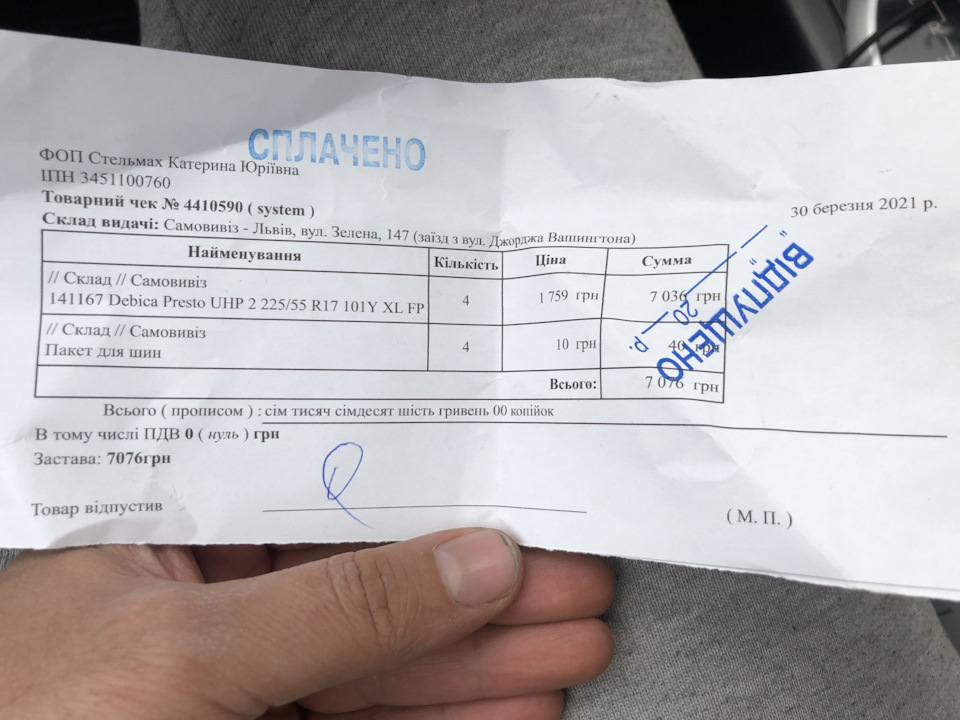 СПЛАЧЕНО
ФОП Стельмах Катерина Юріївна
ІПН 3451100760
Товарний чек № 4410590 ( system )
30 березня 2021 р.
Склад видачі: Самовивіз - Львів, вул. Зелена, 147 (заїзд з вул. Джорджа Вашингтона)
Найменування Кількість Ціна Сумма
// Склад // Самовивіз
141167 Debica Presto UHP 2 225/55 R17 101Y XL FP 4 1 759 грн 7 036 грн
// Склад // Самовивіз
Пакет для шин 4 10 грн 40 грн
Всього: 7 076 грн
ВІДПУЩЕНО
" " 20 р.
Всього ( прописом ) : сім тисяч сімдесят шість гривень 00 копійок
В тому числі ПДВ 0 ( нуль ) грн
Застава: 7076грн
Товар відпустив
( М. П. )